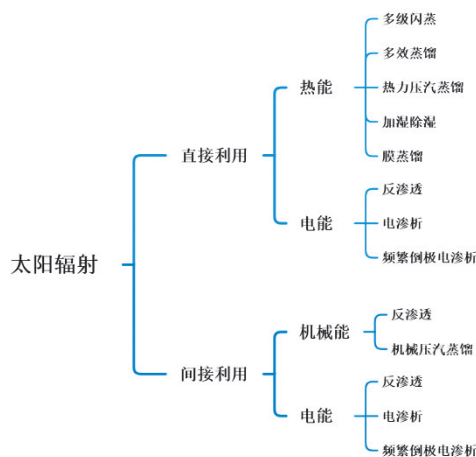 太阳辐射
直接利用
热能
多级闪蒸
多效蒸馏
热力压汽蒸馏
加湿除湿
膜蒸馏
电能
反渗透
电渗析
频繁倒极电渗析
间接利用
机械能
反渗透
机械压汽蒸馏
电能
反渗透
电渗析
频繁倒极电渗析